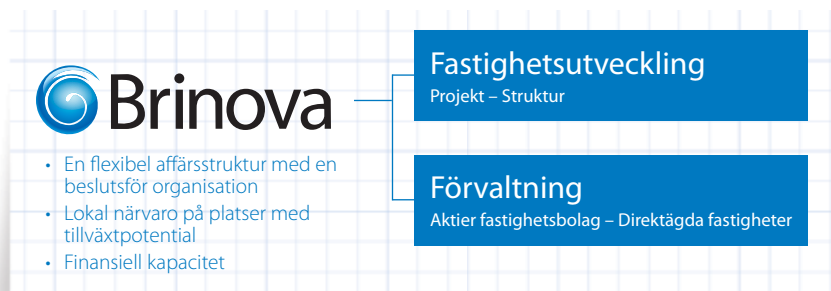 Brinova
• En flexibel affärsstruktur med en
beslutsför organisation
• Lokal närvaro på platser med
tillväxtpotential
• Finansiell kapacitet
Fastighetsutveckling
Projekt – Struktur
Förvaltning
Aktier fastighetsbolag – Direktägda fastigheter